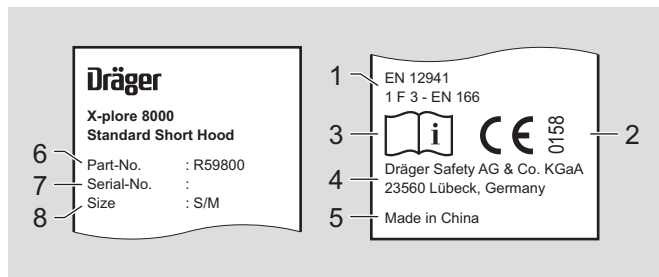 Dräger
X-plore 8000
Standard Short Hood
6 Part-No. : R59800
7 Serial-No. :
8 Size : S/M
1 EN 12941
1 F 3 - EN 166
3 i CE 0158 2
4 Dräger Safety AG & Co. KGaA
23560 Lübeck, Germany
5 Made in China